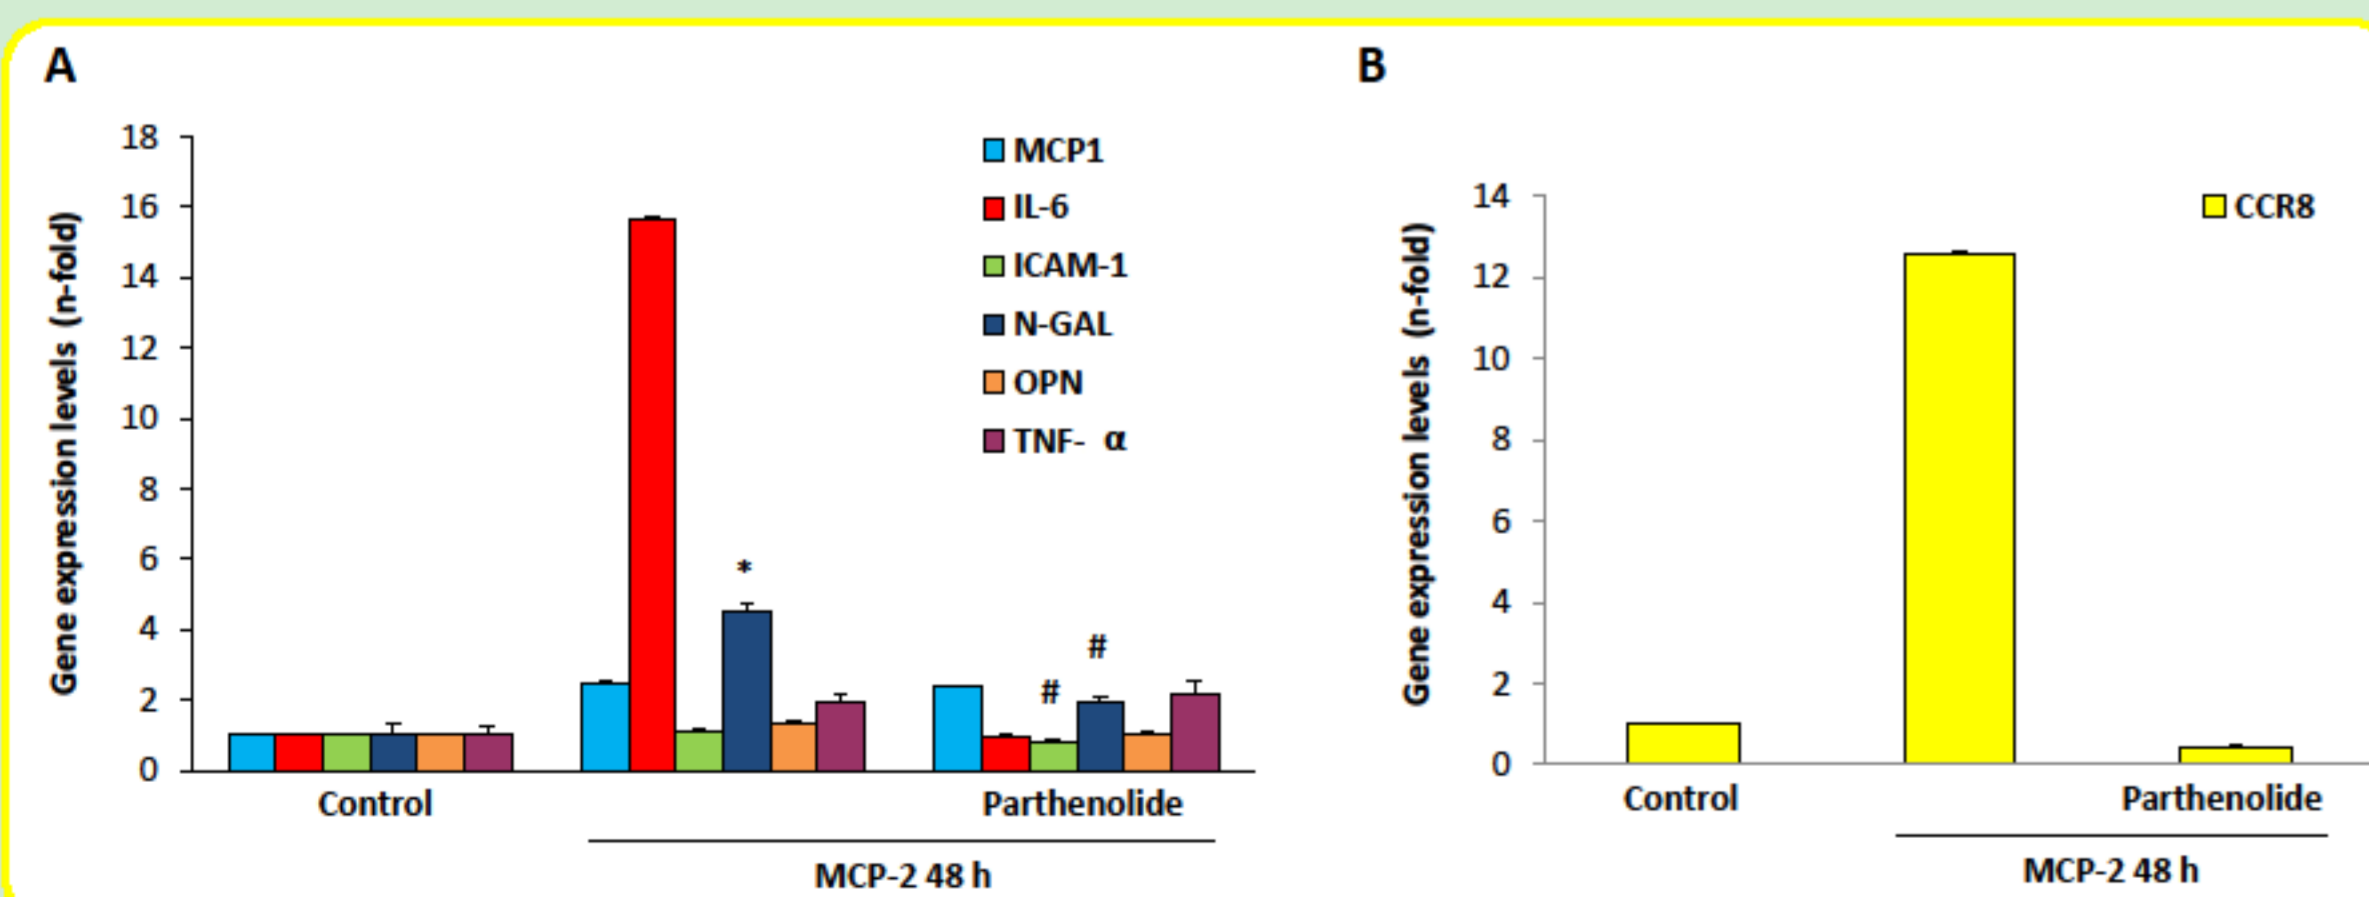 A
Gene expression levels (n-fold)
18
16
14
12
10
8
6
4
2
0
MCP1
IL-6
ICAM-1
N-GAL
OPN
TNF- α
*
#
#
Control
Parthenolide
MCP-2 48 h
B
Gene expression levels (n-fold)
14
12
10
8
6
4
2
0
CCR8
Control
Parthenolide
MCP-2 48 h